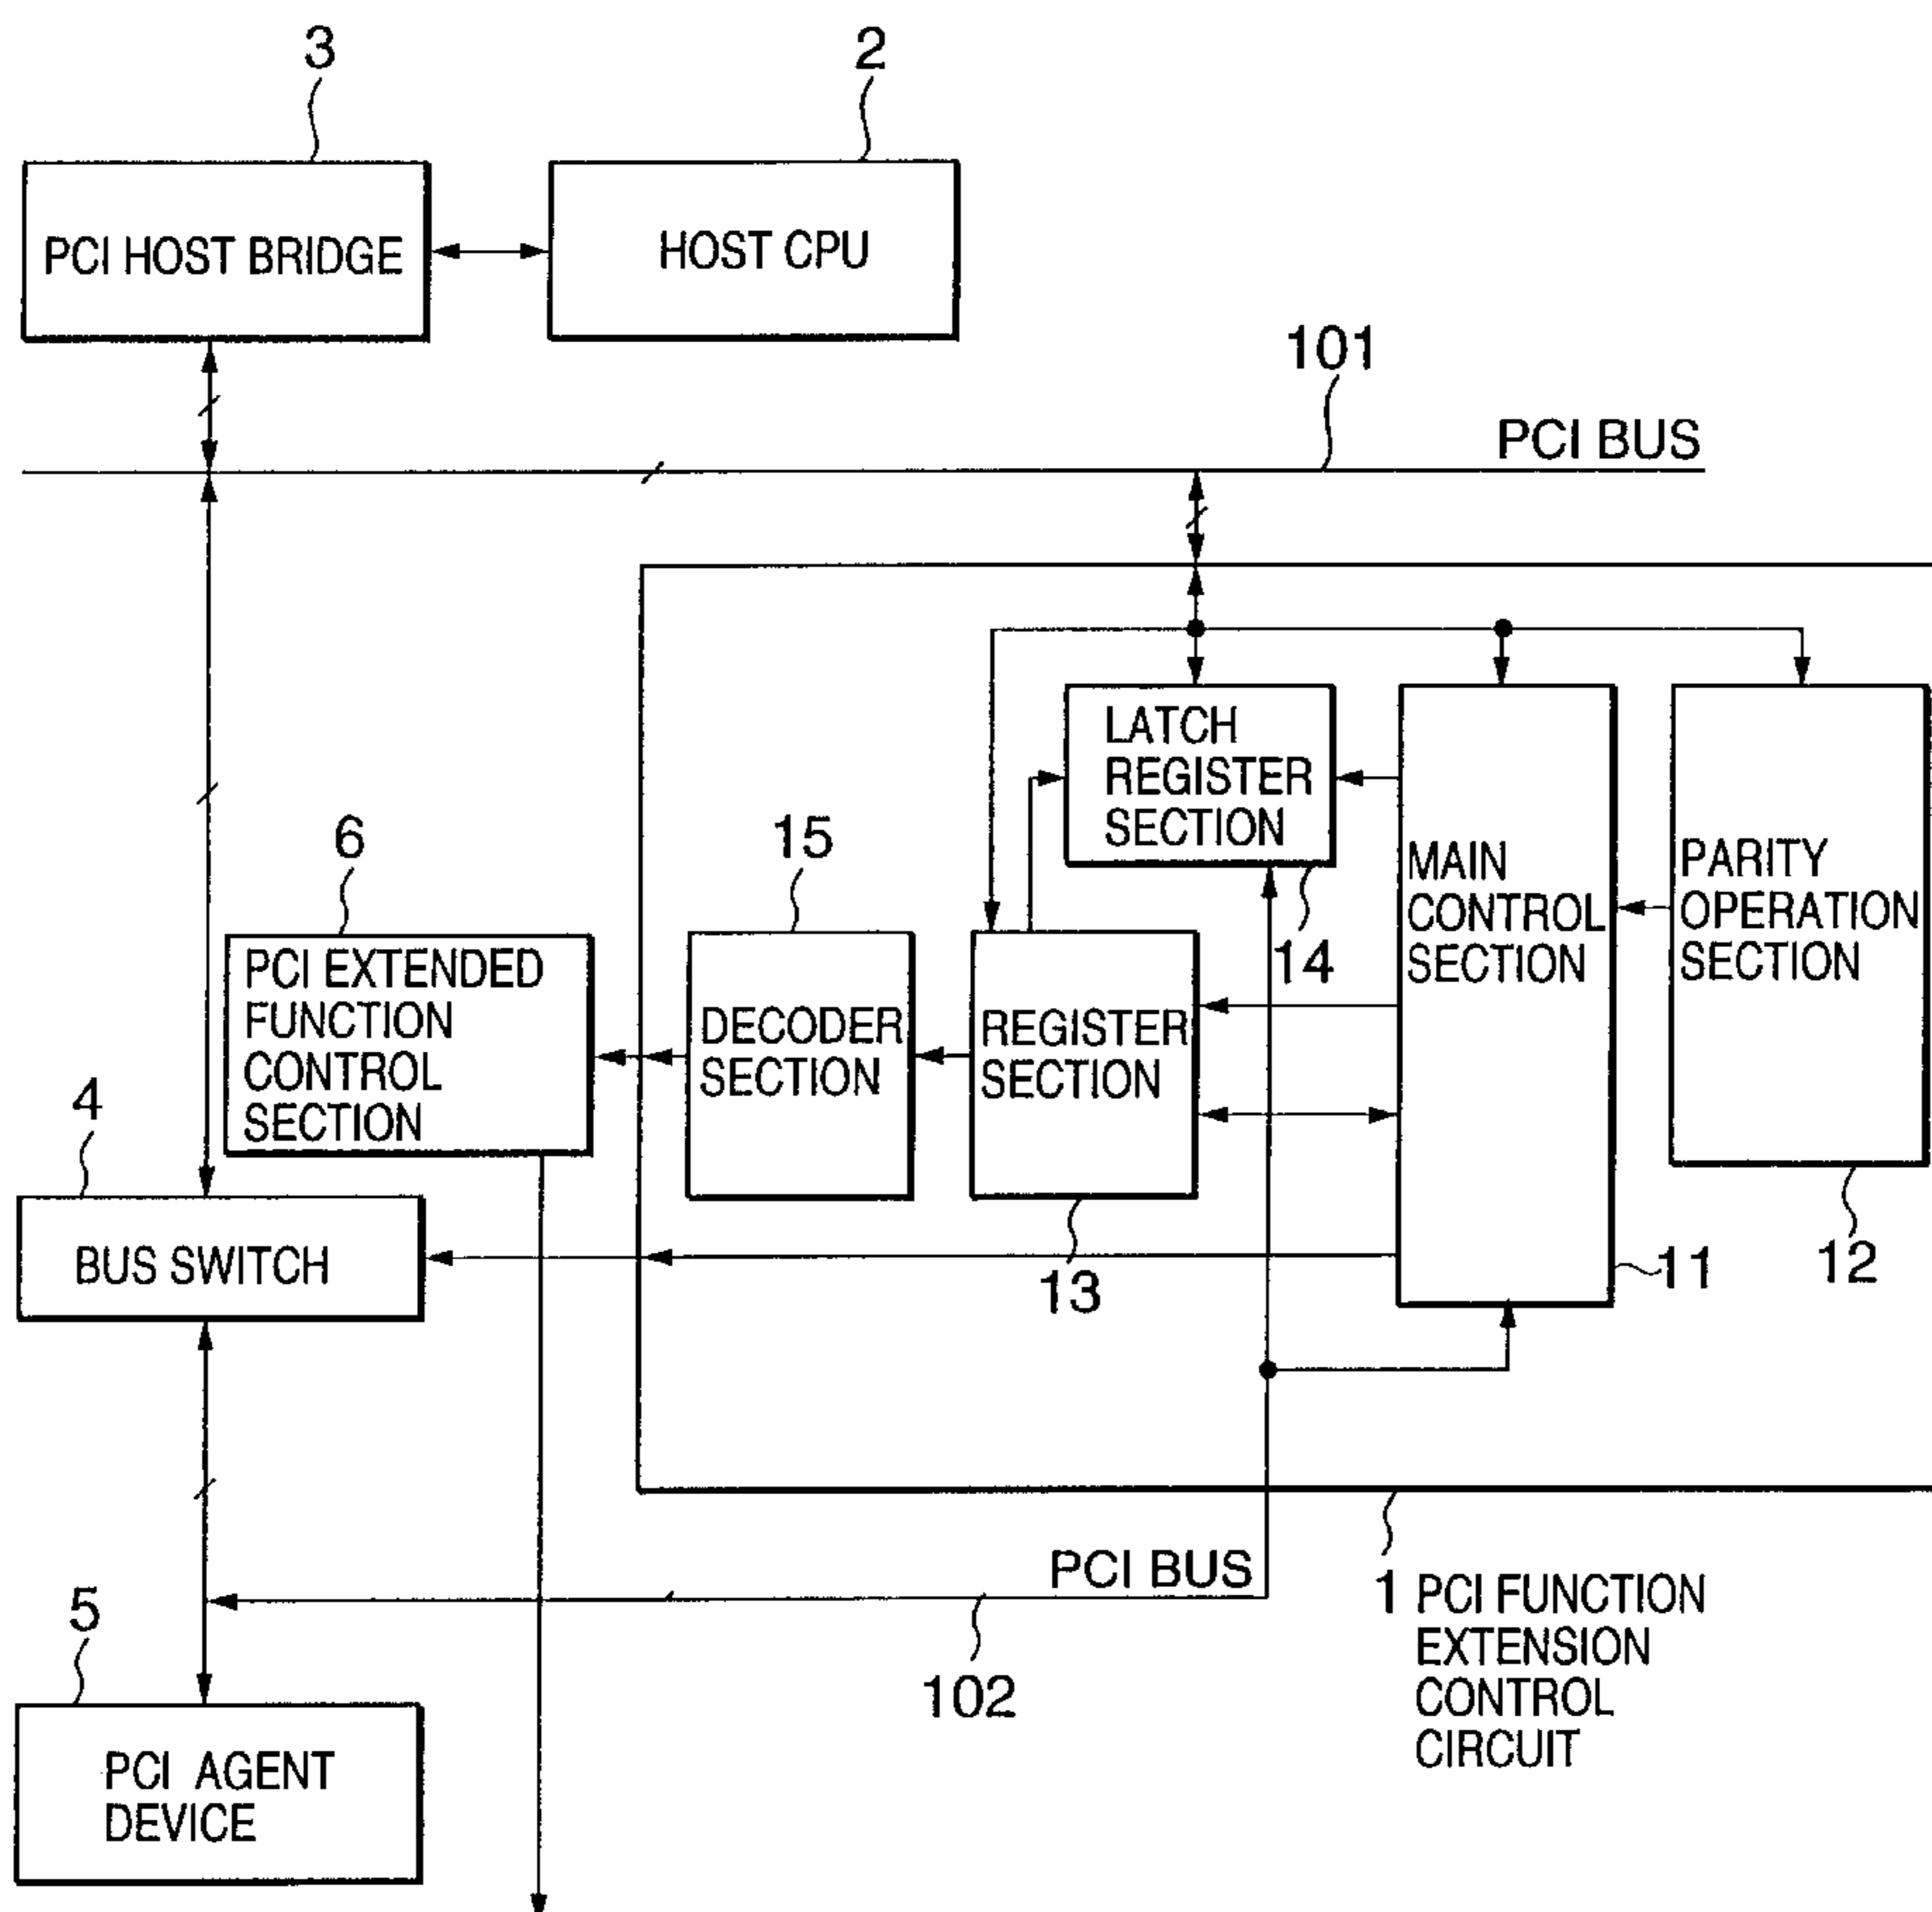 3
2
PCI HOST BRIDGE
HOST CPU
101
PCI BUS
LATCH
REGISTER
SECTION
14
MAIN
CONTROL
SECTION
11
PARITY
OPERATION
SECTION
12
15
DECODER
SECTION
REGISTER
SECTION
13
6
PCI EXTENDED
FUNCTION
CONTROL
SECTION
4
BUS SWITCH
PCI BUS
102
1 PCI FUNCTION
EXTENSION
CONTROL
CIRCUIT
5
PCI AGENT
DEVICE